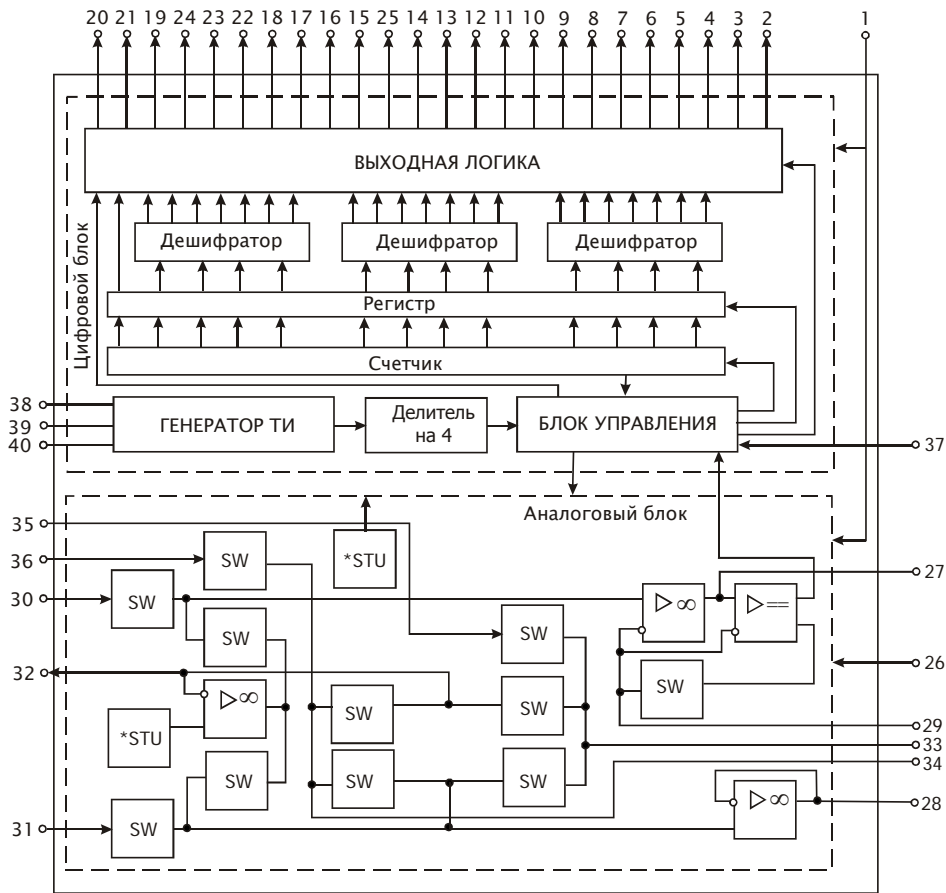 20 21 19 24 23 22 18 17 16 15 25 14 13 12 11 10 9 8 7 6 5 4 3 2 1
ВЫХОДНАЯ ЛОГИКА
Цифровой блок
Дешифратор Дешифратор Дешифратор
Регистр
Счетчик
38
39
40
ГЕНЕРАТОР ТИ
Делитель
на 4
БЛОК УПРАВЛЕНИЯ
37
Аналоговый блок
35
36
SW
*STU
30
SW
▷∞
▷==
27
SW
SW
32
▷∞
SW
SW
SW
26
*STU
29
33
SW
SW
SW
34
31
SW
▷∞
28